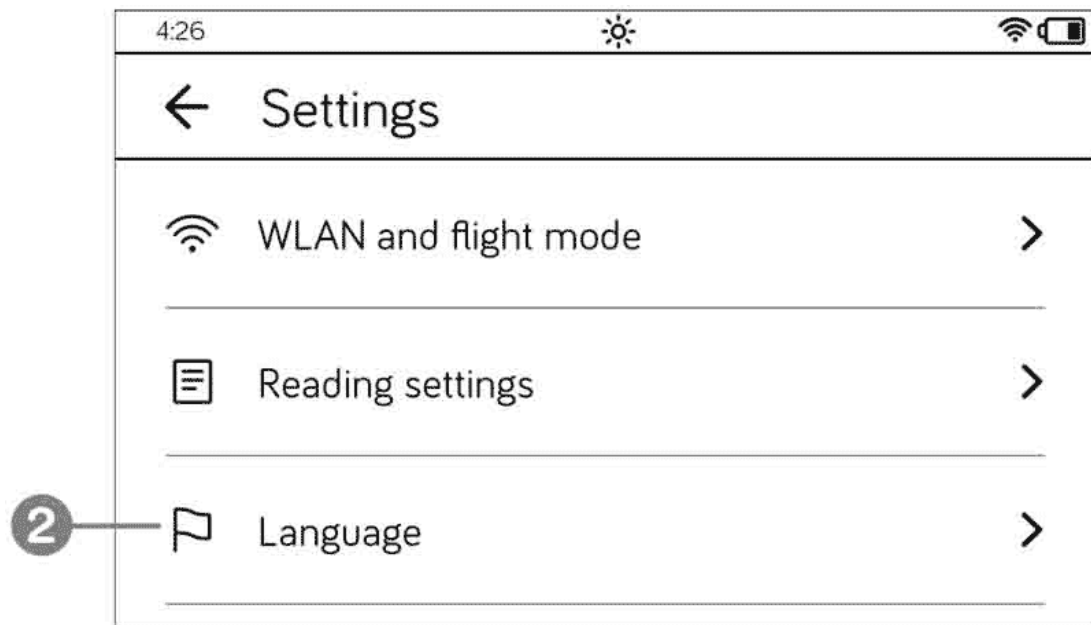 4:26
Settings
WLAN and flight mode
Reading settings
2
Language